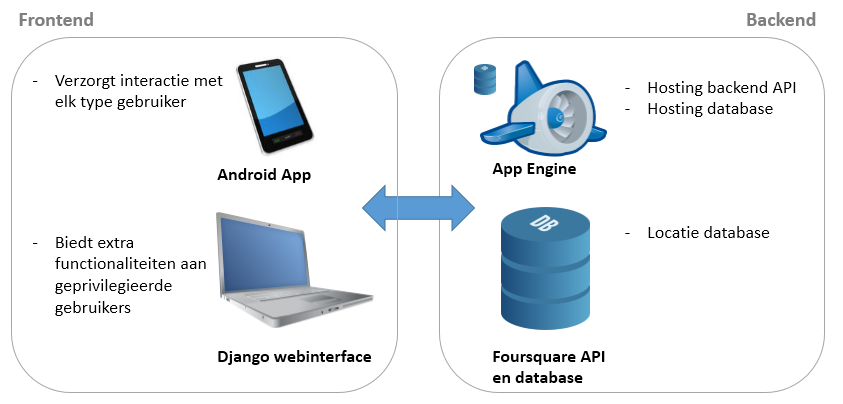 Frontend
Backend
- Verzorgt interactie met
elk type gebruiker
Android App
- Biedt extra
functionaliteiten aan
geprivilegieerde
gebruikers
Django webinterface
- Hosting backend API
- Hosting database
App Engine
DB
- Locatie database
Foursquare API
en database